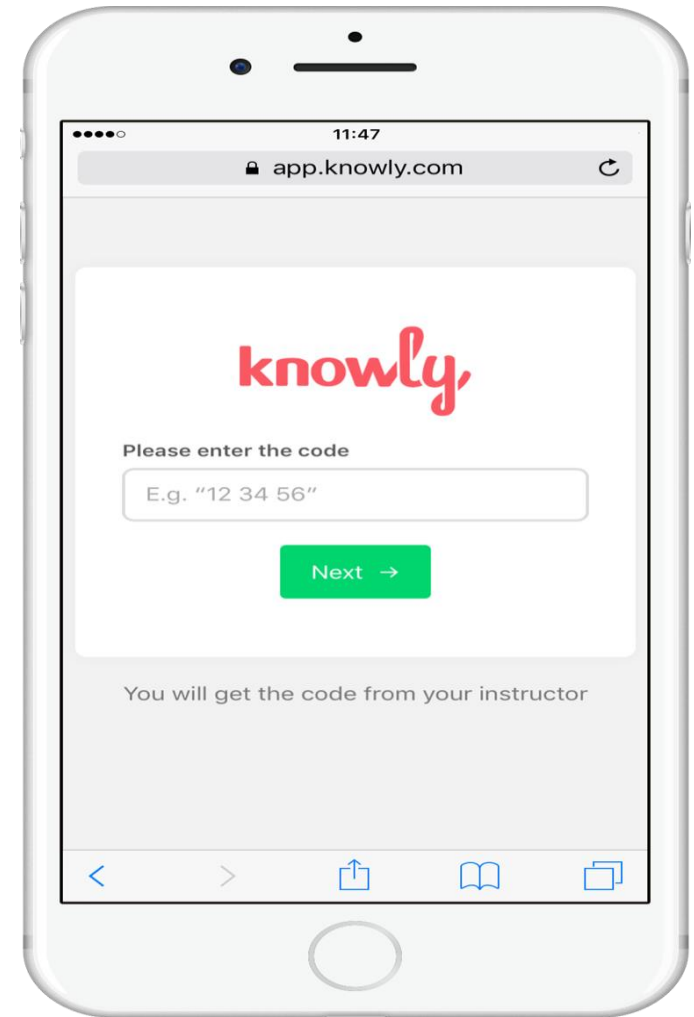 11:47
app.knowly.com
knowly,
Please enter the code
E.g. “12 34 56”
Next →
You will get the code from your instructor